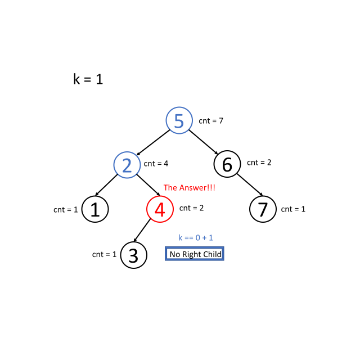 k = 1
5 cnt = 7
2 cnt = 4
6 cnt = 2
The Answer!!!
cnt = 1 1
4 cnt = 2
7 cnt = 1
k == 0 + 1
cnt = 1 3
No Right Child